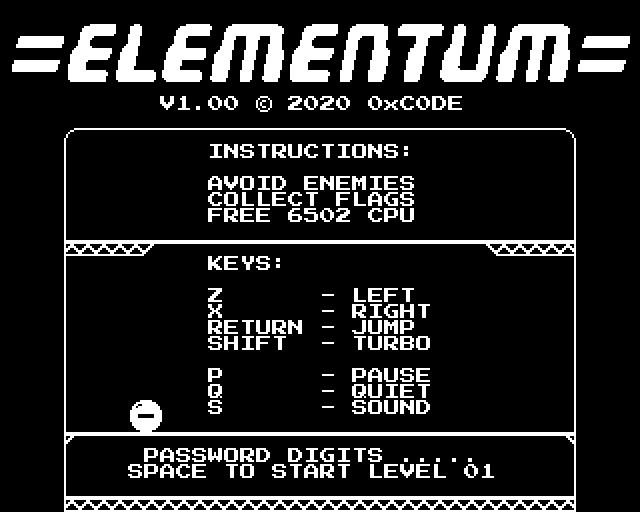 =ELEMENTUM=
V1.00 © 2020 0xC0DE
INSTRUCTIONS:
AVOID ENEMIES
COLLECT FLAGS
FREE 6502 CPU
KEYS:
Z - LEFT
X - RIGHT
RETURN - JUMP
SHIFT - TURBO
P - PAUSE
Q - QUIET
S - SOUND
PASSWORD DIGITS .....
SPACE TO START LEVEL 01